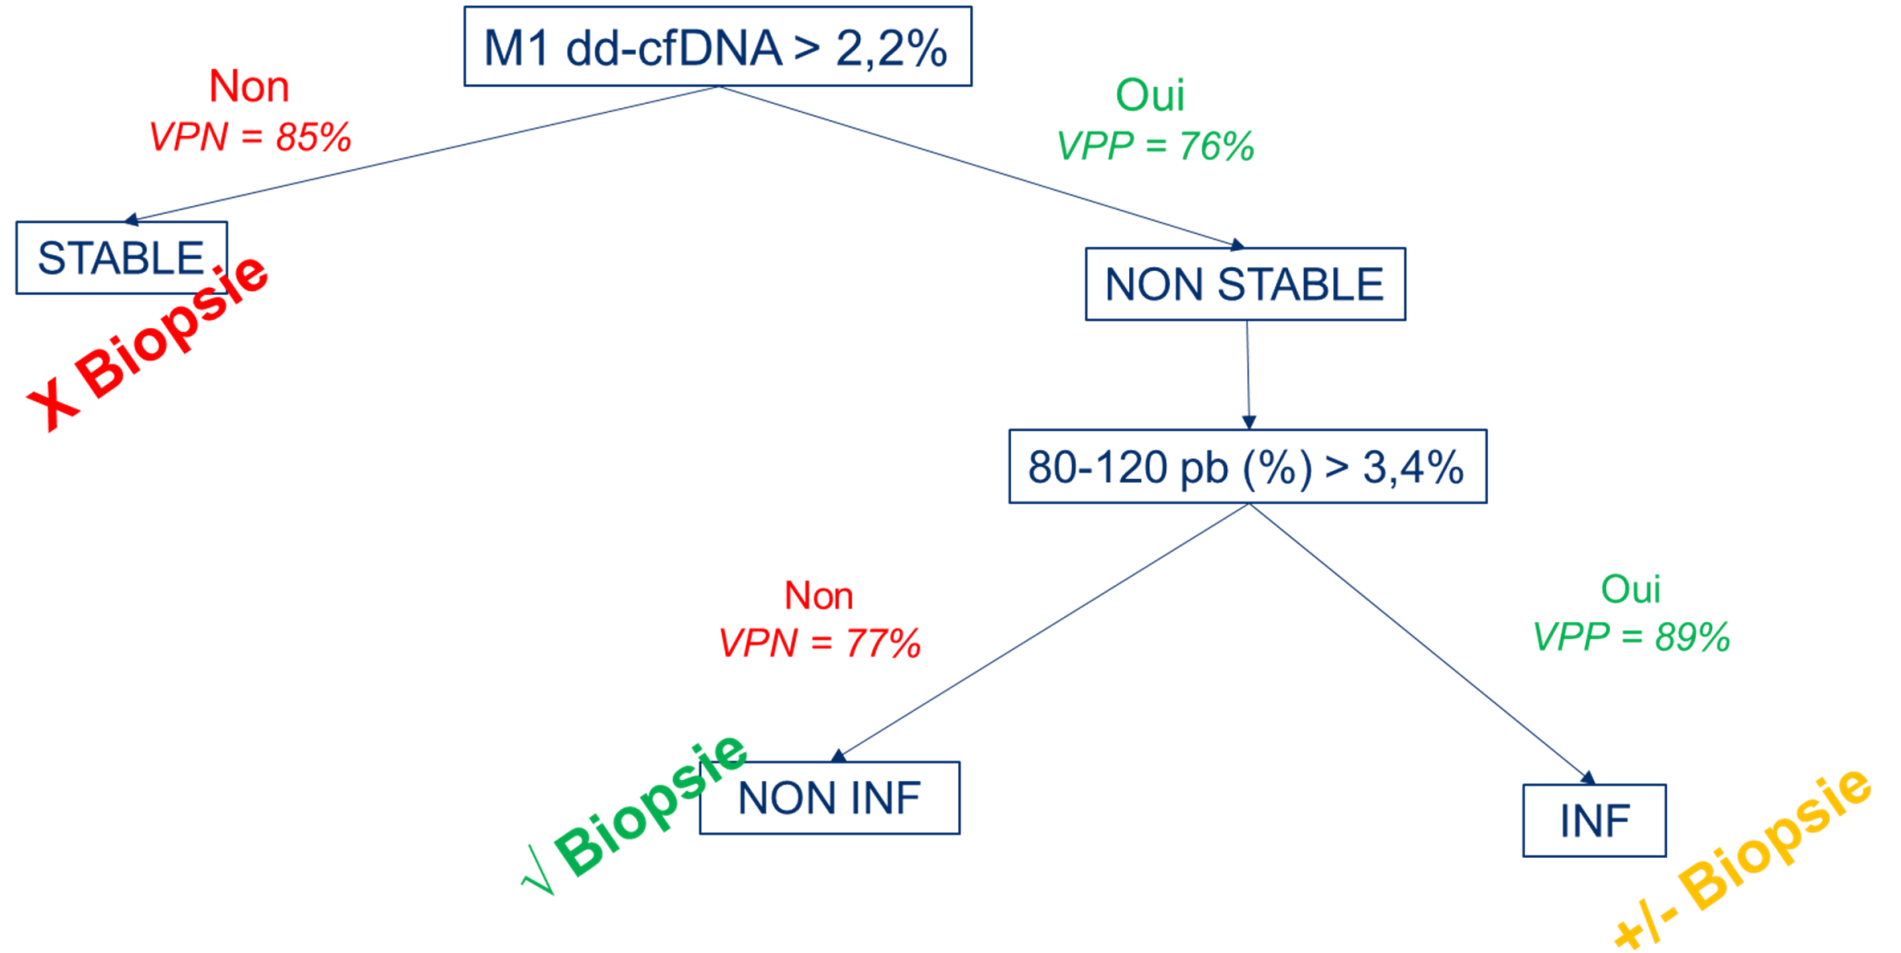 M1 dd-cfDNA > 2,2%
Non
VPN = 85%
Oui
VPP = 76%
STABLE
X Biopsie
NON STABLE
80-120 pb (%) > 3,4%
Non
VPN = 77%
Oui
VPP = 89%
NON INF
√ Biopsie
INF
+/- Biopsie